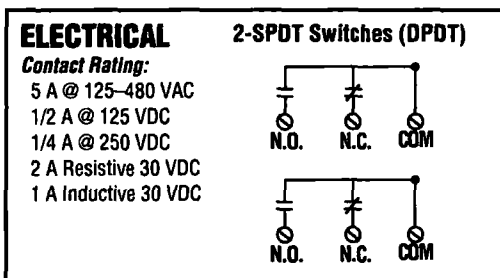 ELECTRICAL
Contact Rating:
5 A @ 125–480 VAC
1/2 A @ 125 VDC
1/4 A @ 250 VDC
2 A Resistive 30 VDC
1 A Inductive 30 VDC
2-SPDT Switches (DPDT)
N.O. N.C. COM
N.O. N.C. COM